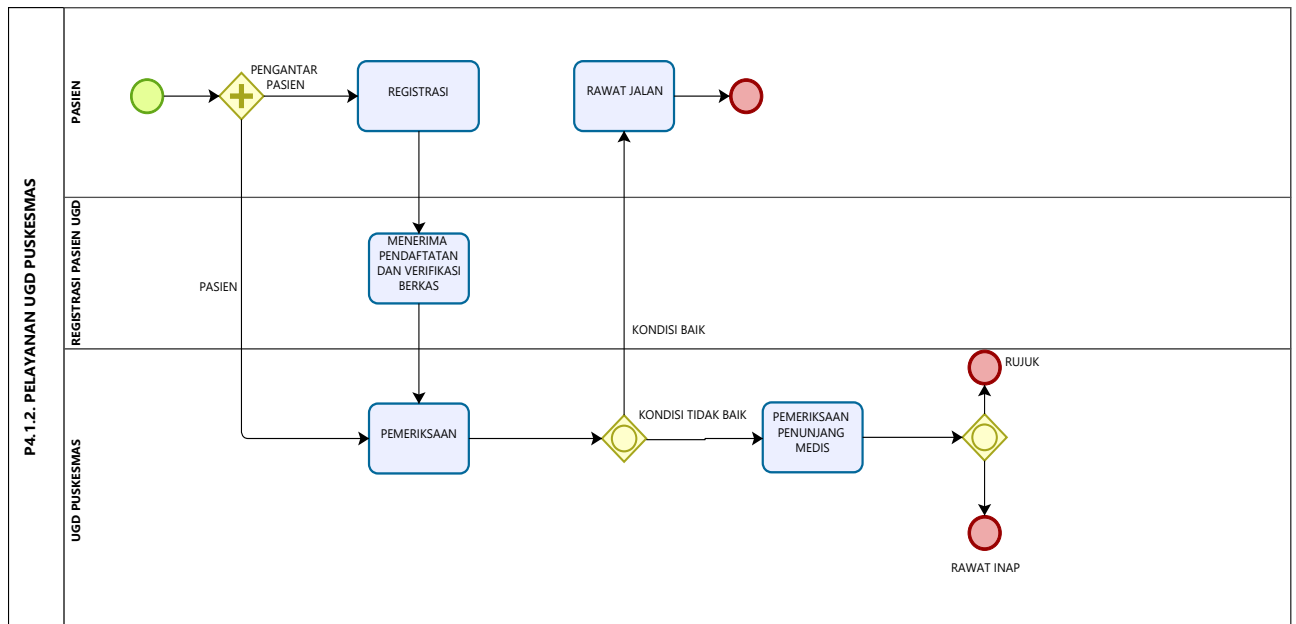 P4.1.2. PELAYANAN UGD PUSKESMAS
PASIEN
PENGANTAR
PASIEN
REGISTRASI
RAWAT JALAN
REGISTRASI PASIEN UGD
MENERIMA
PENDAFTATAN
DAN VERIFIKASI
BERKAS
PASIEN
KONDISI BAIK
UGD PUSKESMAS
PEMERIKSAAN
KONDISI TIDAK BAIK
PEMERIKSAAN
PENUNJANG
MEDIS
RUJUK
RAWAT INAP